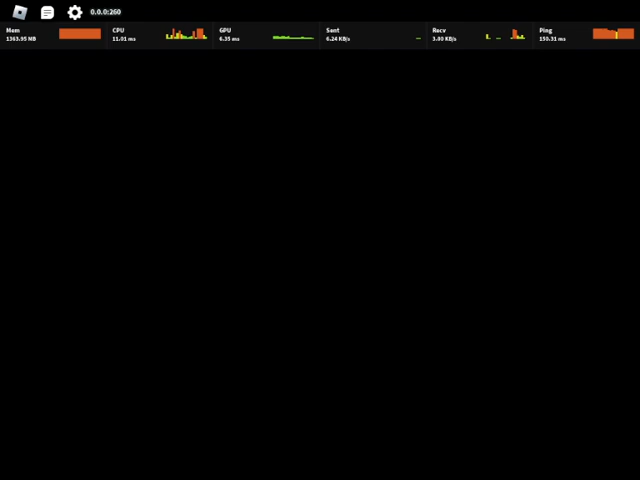 0.0.0:260
Mem CPU GPU Sent Recv Ping
1363.95 MB 11.01 ms 6.35 ms 6.24 KB/s 3.80 KB/s 150.31 ms